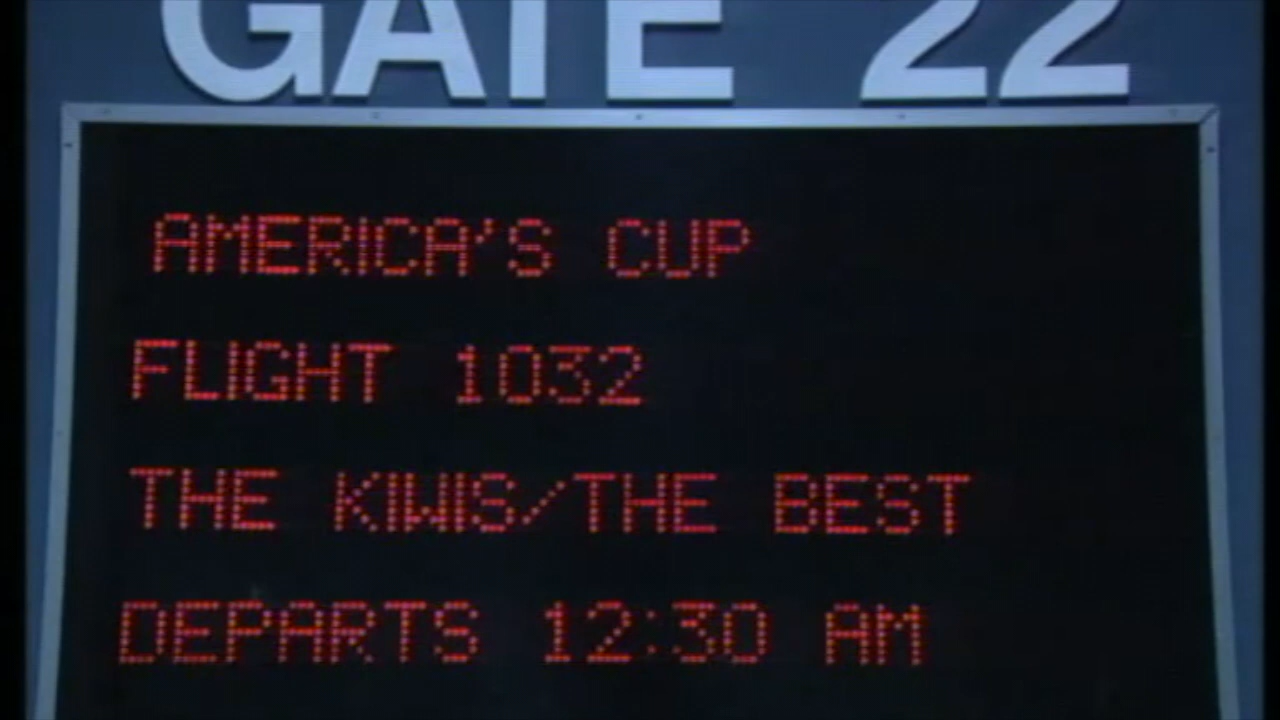 GATE 22
AMERICA'S CUP
FLIGHT 1032
THE KIWIS/THE BEST
DEPARTS 12:30 AM